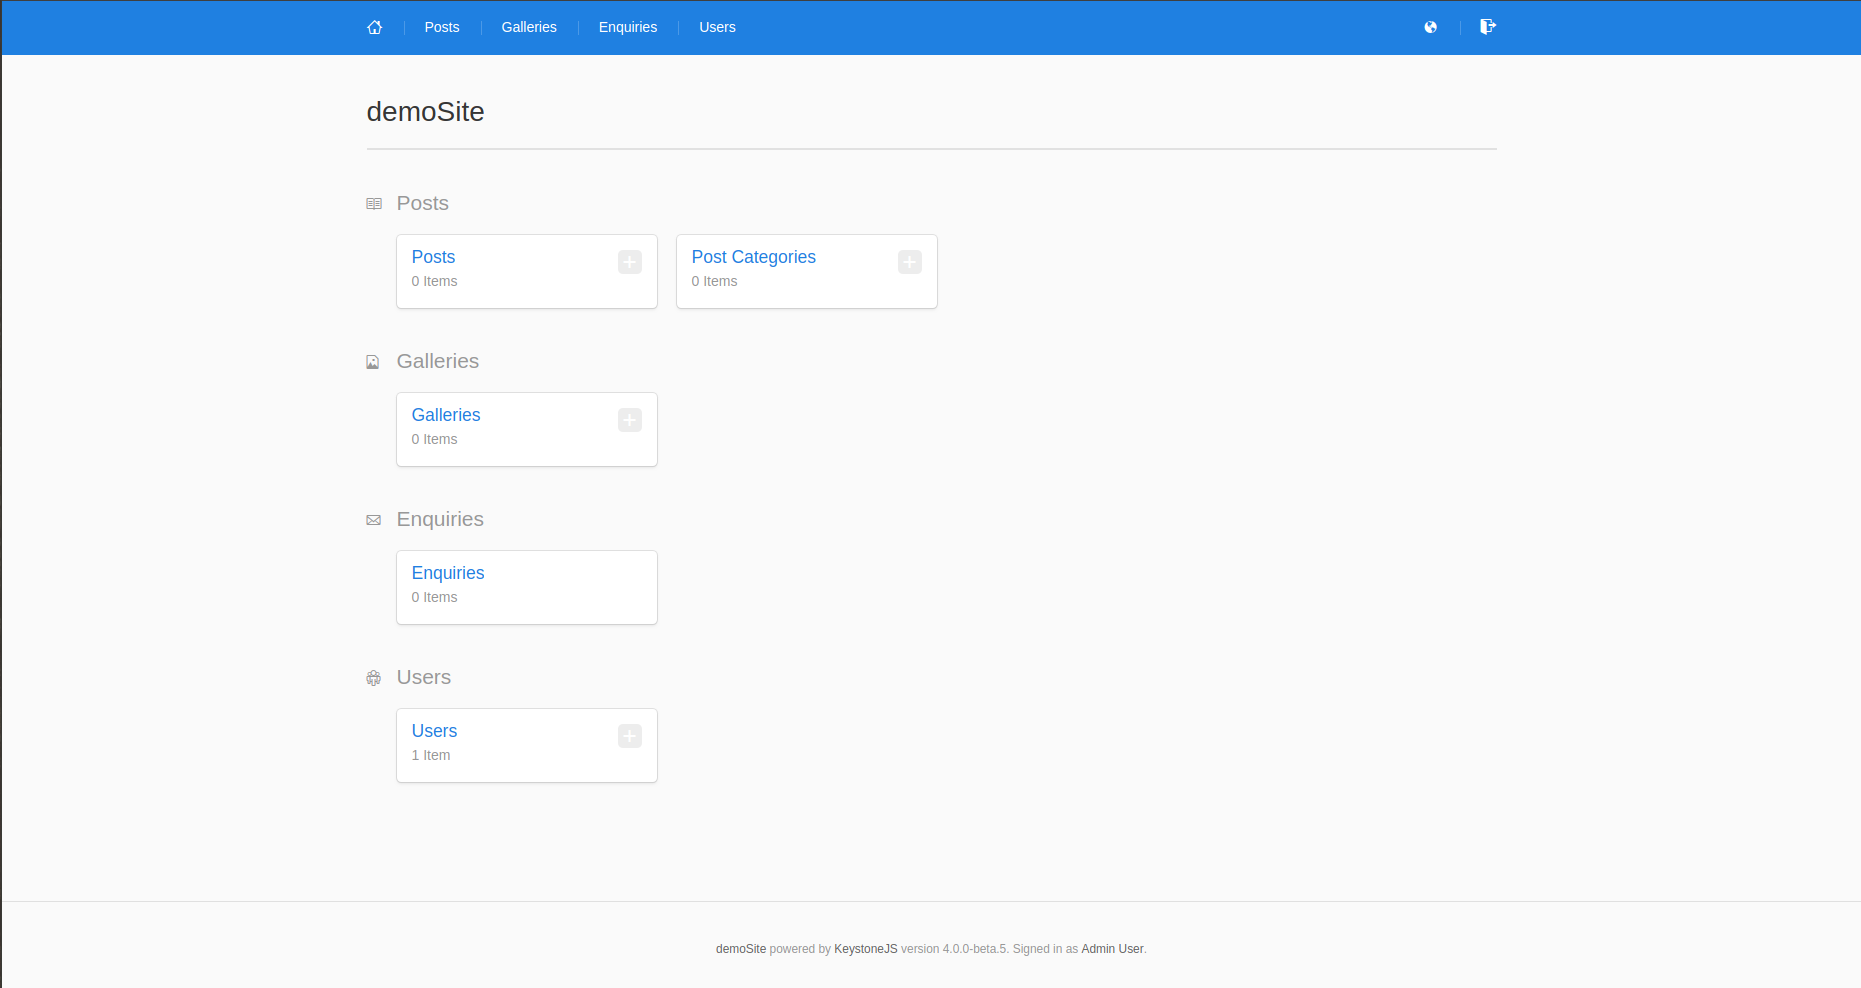 Posts
Galleries
Enquiries
Users
demoSite
Posts
Posts
0 Items
Post Categories
0 Items
Galleries
Galleries
0 Items
Enquiries
Enquiries
0 Items
Users
Users
1 Item
demoSite powered by KeystoneJS version 4.0.0-beta.5. Signed in as Admin User.